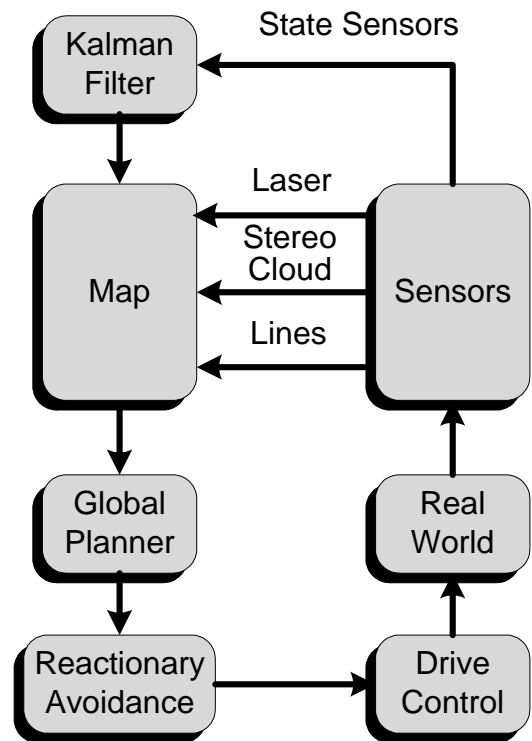 State Sensors
Kalman
Filter
Laser
Stereo
Cloud
Map
Sensors
Lines
Global
Planner
Real
World
Reactionary
Avoidance
Drive
Control